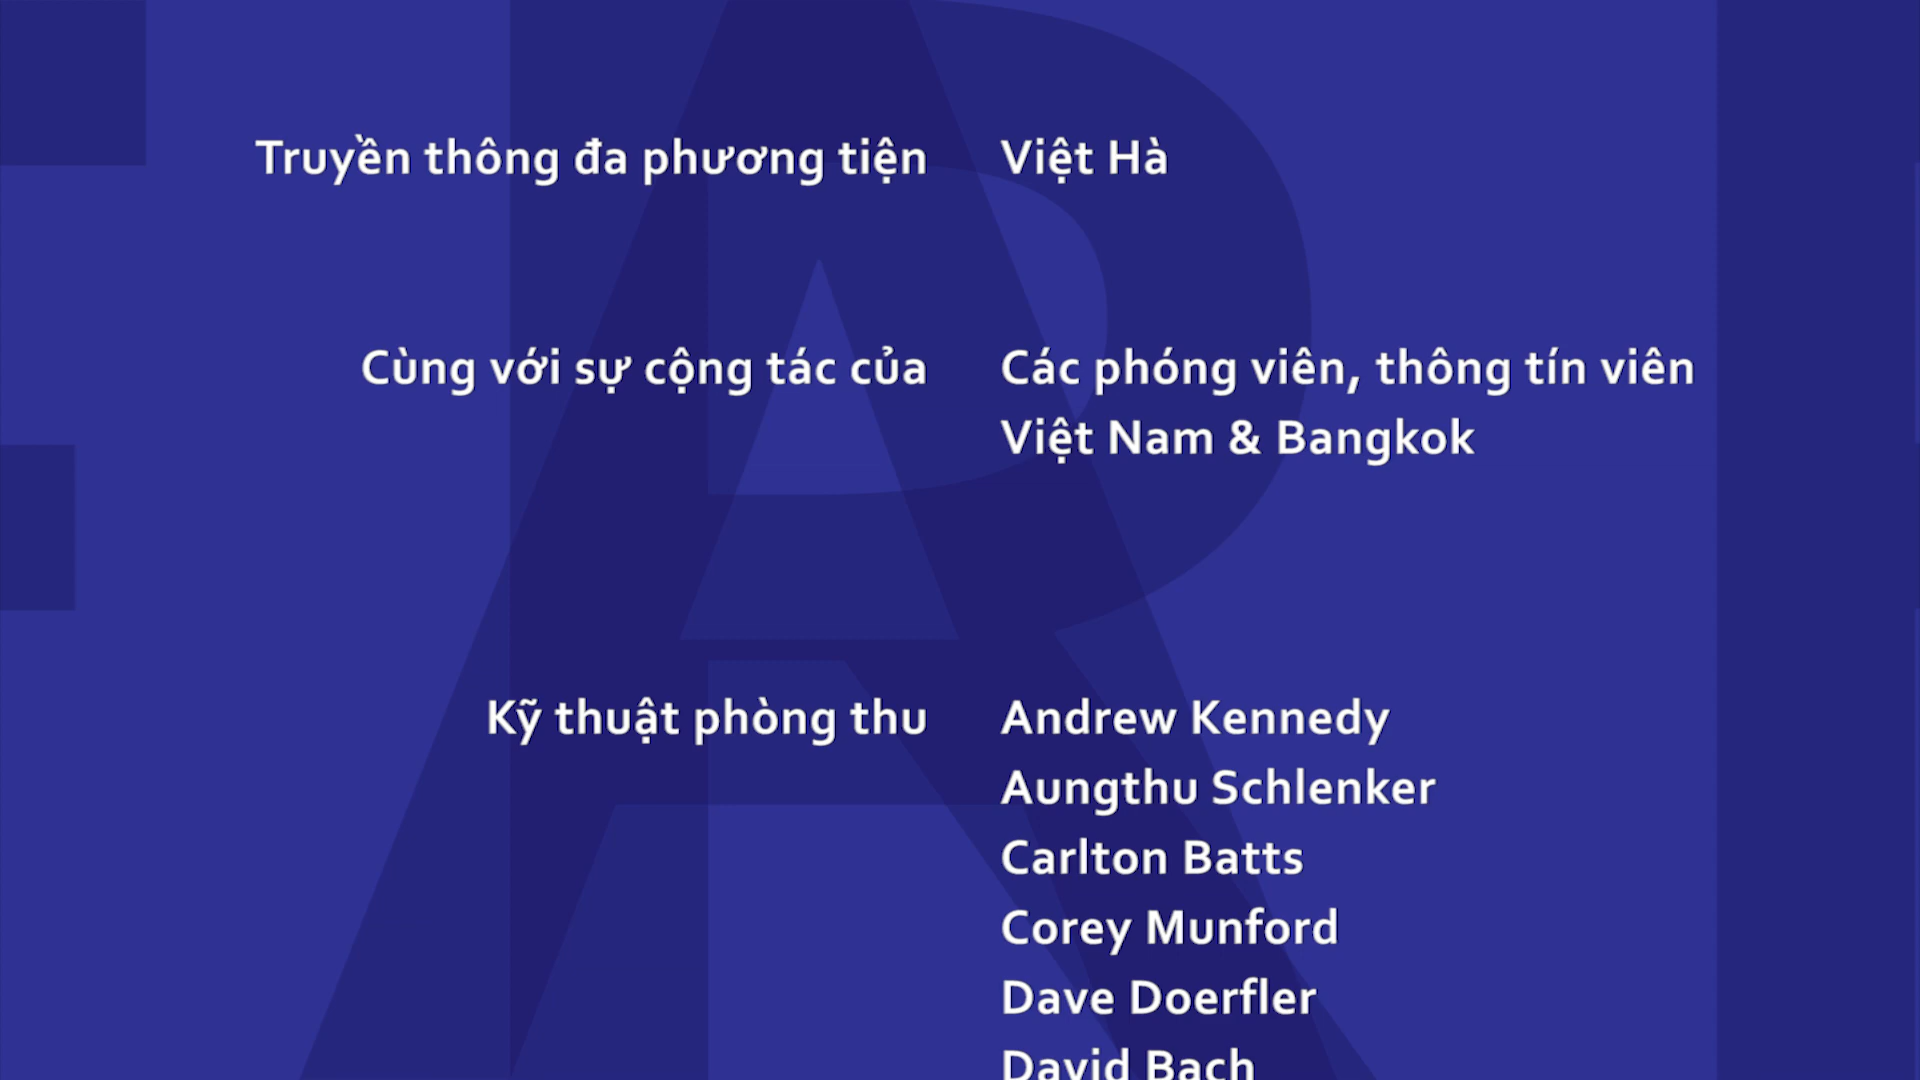 Truyền thông đa phương tiện Việt Hà
Cùng với sự cộng tác của Các phóng viên, thông tín viên
Việt Nam & Bangkok
Kỹ thuật phòng thu Andrew Kennedy
Aungthu Schlenker
Carlton Batts
Corey Munford
Dave Doerfler
David Bach